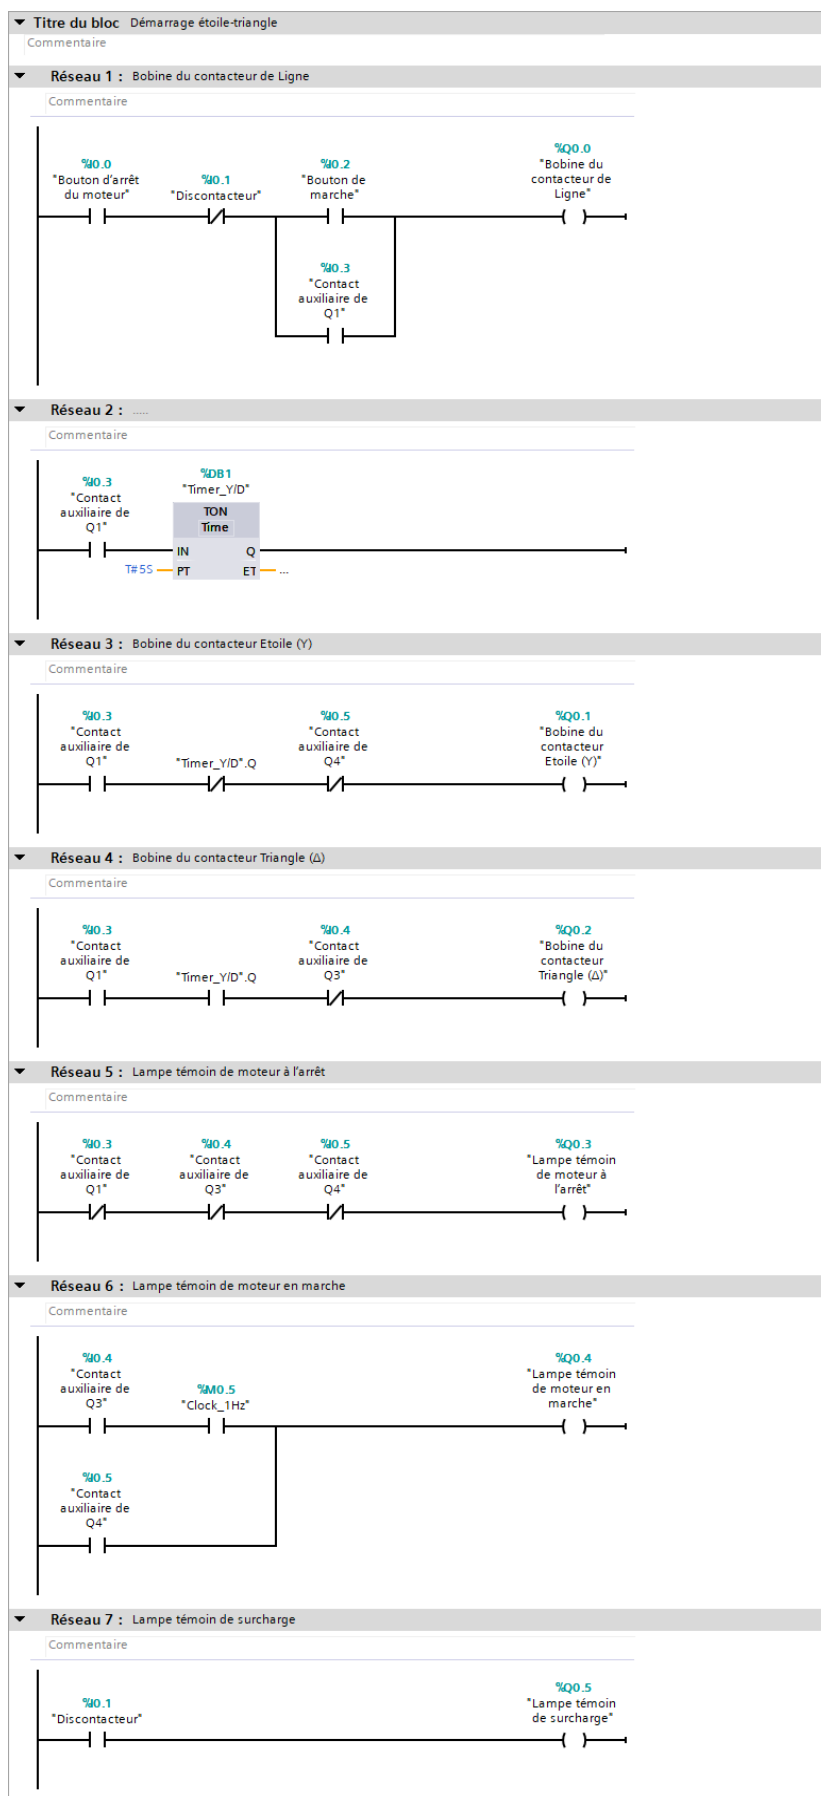 Titre du bloc Démarrage étoile-triangle
Commentaire
Réseau 1 : Bobine du contacteur de Ligne
Commentaire
%I0.0
"Bouton d'arrêt
du moteur"
%I0.1
"Discontacteur"
%I0.2
"Bouton de
marche"
%Q0.0
"Bobine du
contacteur de
Ligne"
%I0.3
"Contact
auxiliaire de
Q1"
Réseau 2 : .....
Commentaire
%I0.3
"Contact
auxiliaire de
Q1"
%DB1
"Timer_Y/D"
TON
Time
IN Q
T#5S PT ET ...
Réseau 3 : Bobine du contacteur Etoile (Y)
Commentaire
%I0.3
"Contact
auxiliaire de
Q1"
"Timer_Y/D".Q
%I0.5
"Contact
auxiliaire de
Q4"
%Q0.1
"Bobine du
contacteur
Etoile (Y)"
Réseau 4 : Bobine du contacteur Triangle (Δ)
Commentaire
%I0.3
"Contact
auxiliaire de
Q1"
"Timer_Y/D".Q
%I0.4
"Contact
auxiliaire de
Q3"
%Q0.2
"Bobine du
contacteur
Triangle (Δ)"
Réseau 5 : Lampe témoin de moteur à l'arrêt
Commentaire
%I0.3
"Contact
auxiliaire de
Q1"
%I0.4
"Contact
auxiliaire de
Q3"
%I0.5
"Contact
auxiliaire de
Q4"
%Q0.3
"Lampe témoin
de moteur à
l'arrêt"
Réseau 6 : Lampe témoin de moteur en marche
Commentaire
%I0.4
"Contact
auxiliaire de
Q3"
%M0.5
"Clock_1Hz"
%Q0.4
"Lampe témoin
de moteur en
marche"
%I0.5
"Contact
auxiliaire de
Q4"
Réseau 7 : Lampe témoin de surcharge
Commentaire
%I0.1
"Discontacteur"
%Q0.5
"Lampe témoin
de surcharge"